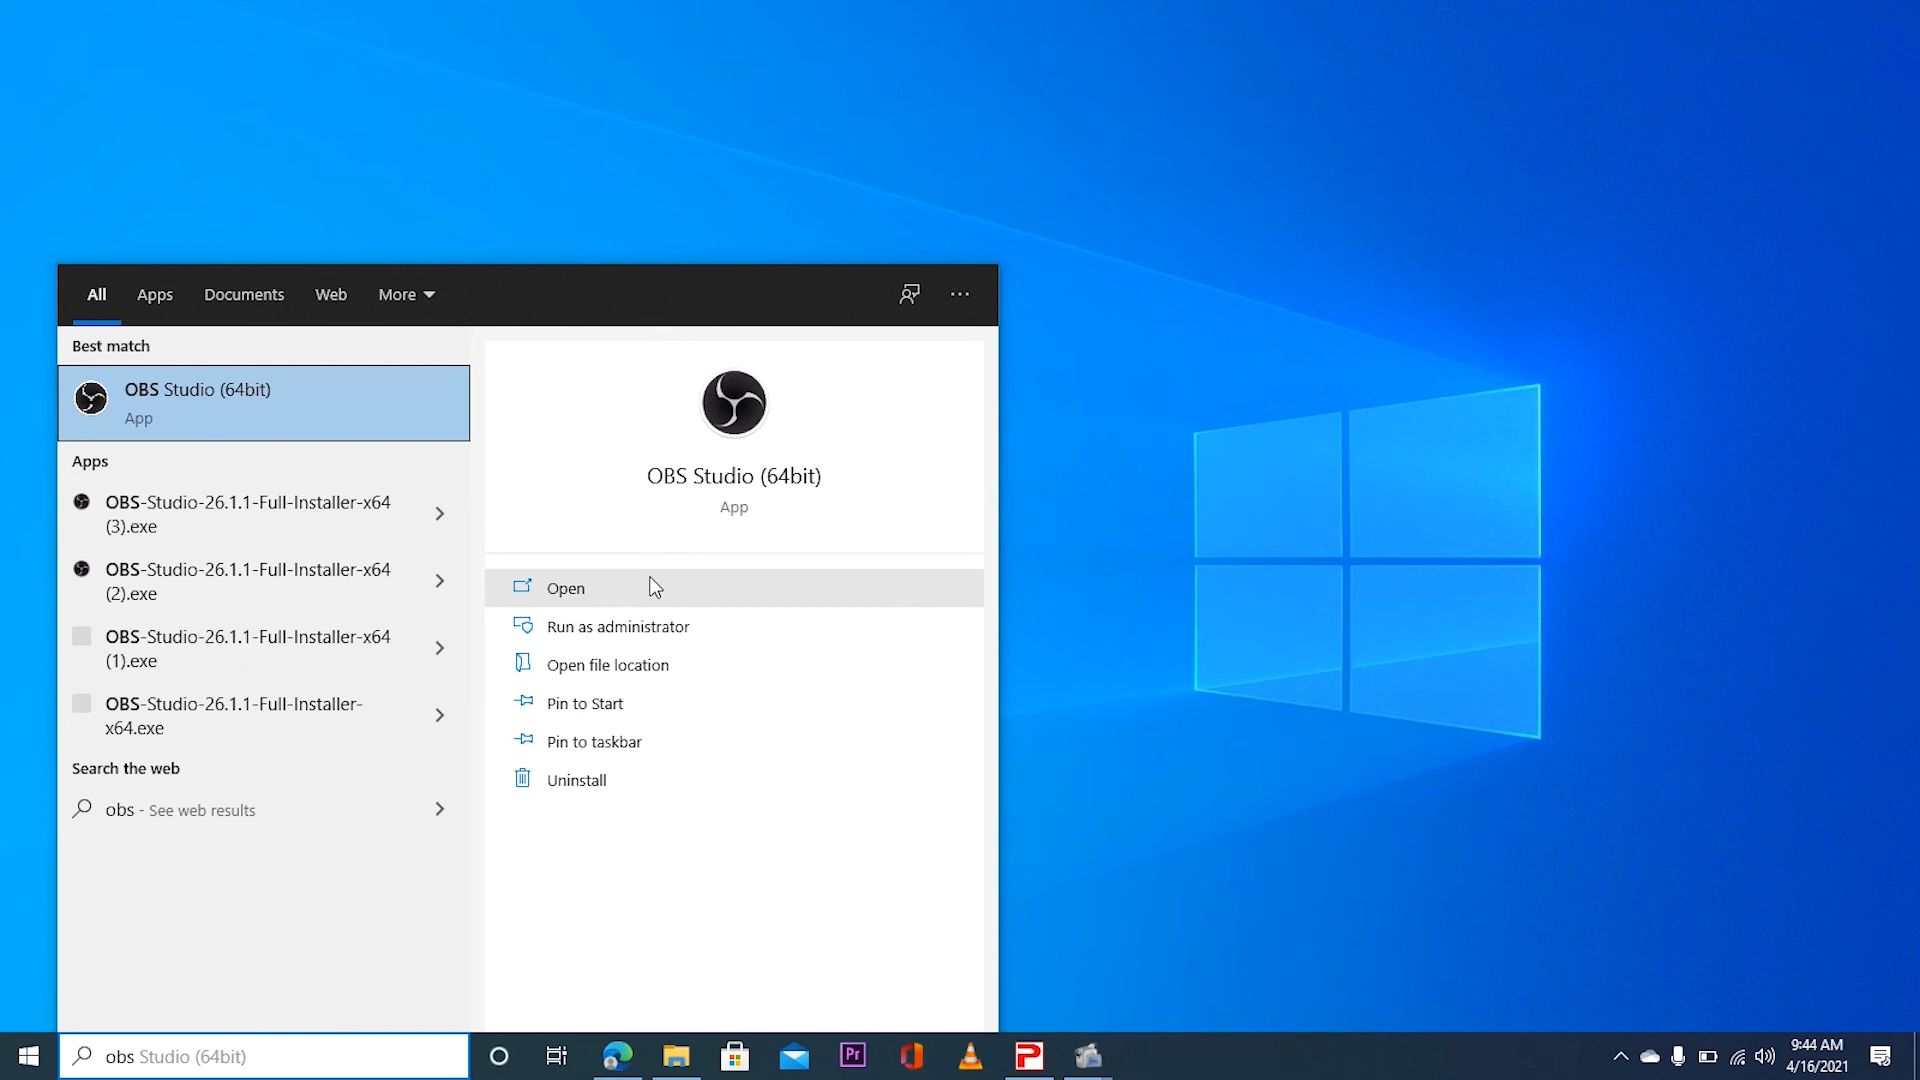 All Apps Documents Web More
Best match
OBS Studio (64bit)
App
Apps
OBS-Studio-26.1.1-Full-Installer-x64
(3).exe
OBS-Studio-26.1.1-Full-Installer-x64
(2).exe
OBS-Studio-26.1.1-Full-Installer-x64
(1).exe
OBS-Studio-26.1.1-Full-Installer-
x64.exe
Search the web
obs - See web results
OBS Studio (64bit)
App
Open
Run as administrator
Open file location
Pin to Start
Pin to taskbar
Uninstall
obs Studio (64bit)
Pr
9:44 AM
4/16/2021